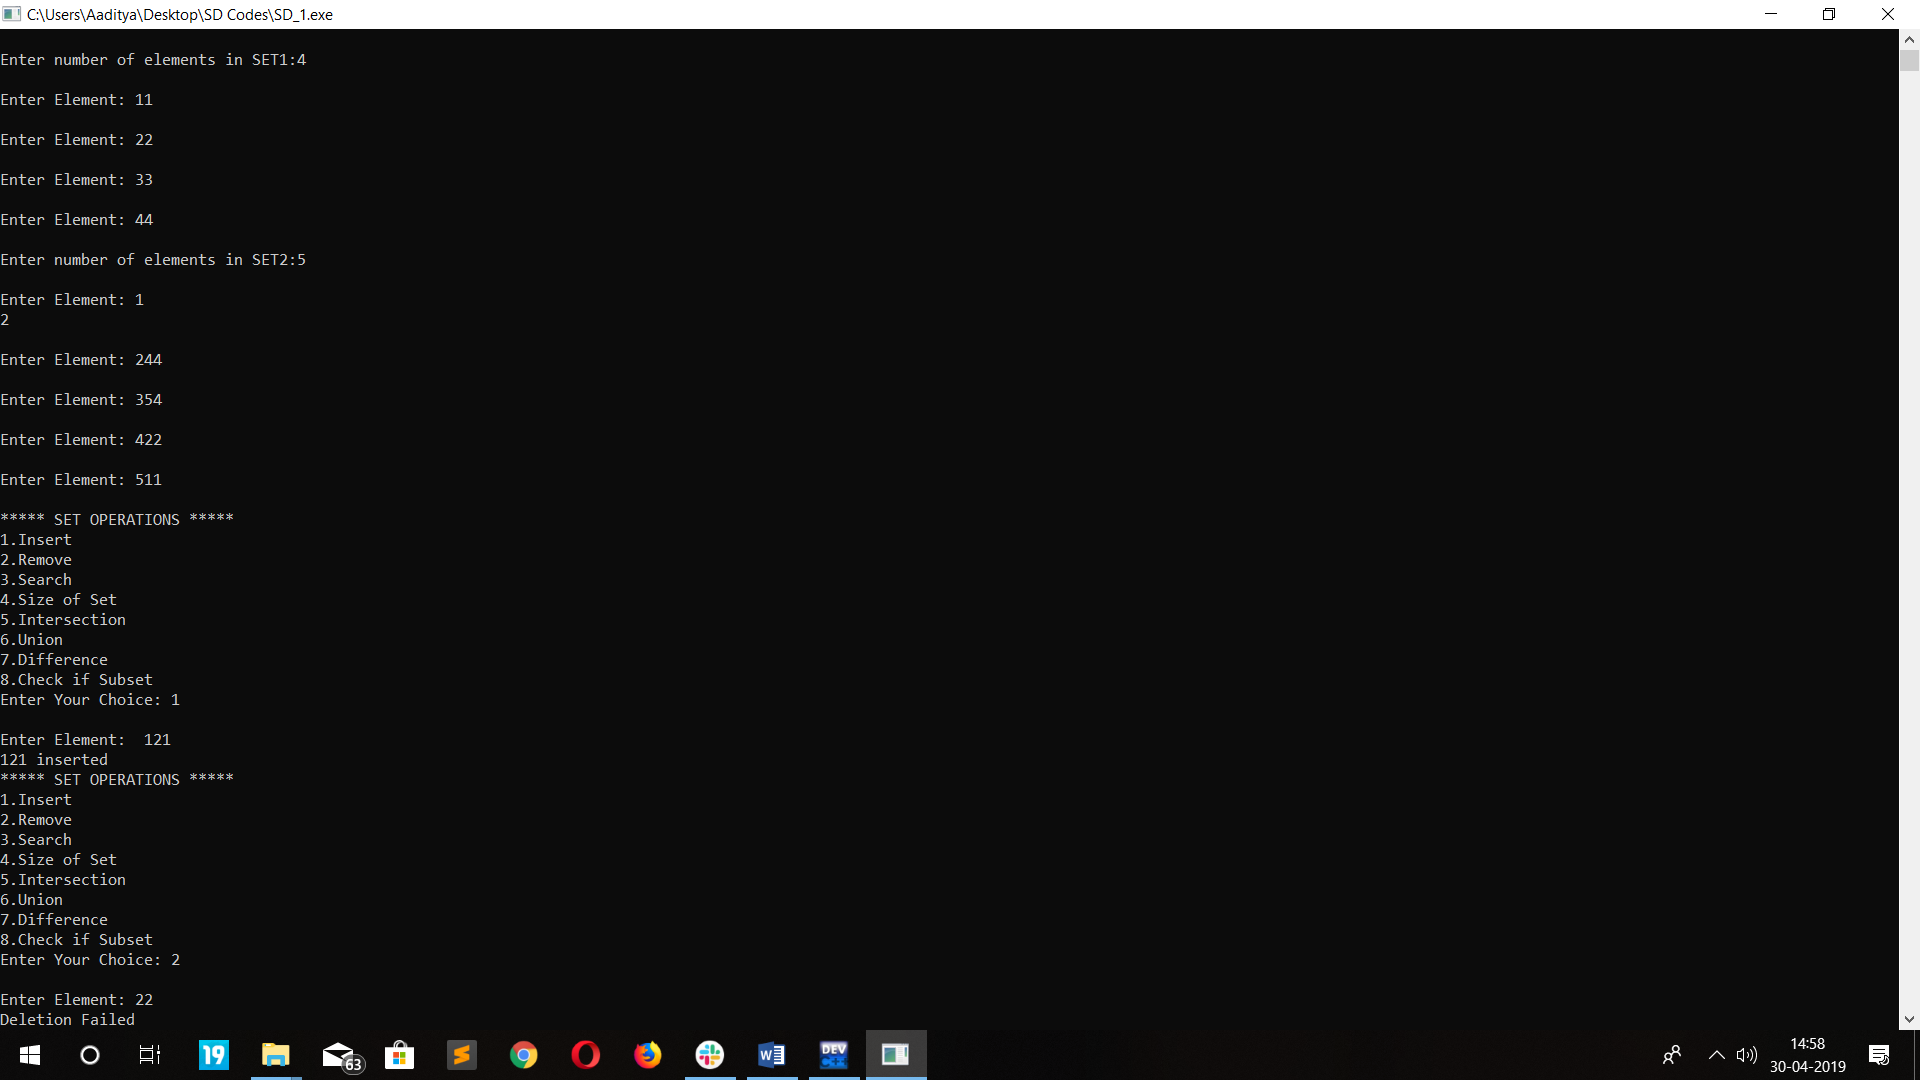 C:\Users\Aaditya\Desktop\SD Codes\SD_1.exe
Enter number of elements in SET1:4
Enter Element: 11
Enter Element: 22
Enter Element: 33
Enter Element: 44
Enter number of elements in SET2:5
Enter Element: 1
2
Enter Element: 244
Enter Element: 354
Enter Element: 422
Enter Element: 511
***** SET OPERATIONS *****
1.Insert
2.Remove
3.Search
4.Size of Set
5.Intersection
6.Union
7.Difference
8.Check if Subset
Enter Your Choice: 1
Enter Element:  121
121 inserted
***** SET OPERATIONS *****
1.Insert
2.Remove
3.Search
4.Size of Set
5.Intersection
6.Union
7.Difference
8.Check if Subset
Enter Your Choice: 2
Enter Element: 22
Deletion Failed
19
63
W
DEV
C++
14:58
30-04-2019